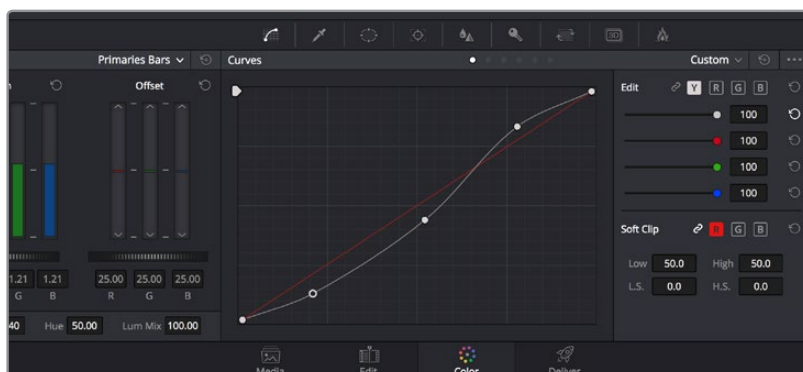 3D
Primaries Bars
Curves
Custom
Offset
Edit Y R G B
100
100
100
100
Soft Clip R G B
Low 50.0 High 50.0
L.S. 0.0 H.S. 0.0
1.21 1.21 25.00 25.00 25.00
G B R G B
40 Hue 50.00 Lum Mix 100.00
Media Edit Color Deliver